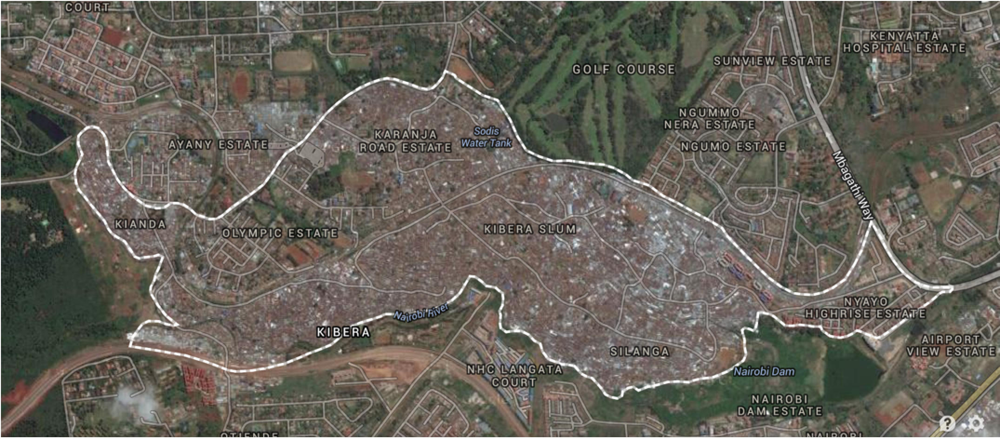 COURT
KENYATTA
HOSPITAL ESTATE
SUNVIEW ESTATE
GOLF COURSE
NGUMMO
NERA ESTATE
NGUMO ESTATE
KARANJA
ROAD ESTATE
Sodis
Water Tank
AYANY ESTATE
Mbagathi Way
KIANDA
OLYMPIC ESTATE
KIBERA SLUM
Nairobi River
NYAYO
HIGHRISE ESTATE
KIBERA
AIRPORT
VIEW ESTATE
SILANGA
NHC LANGATA
COURT
Nairobi Dam
NAIROBI
DAM ESTATE
OTIENDE
NAIROBI
?